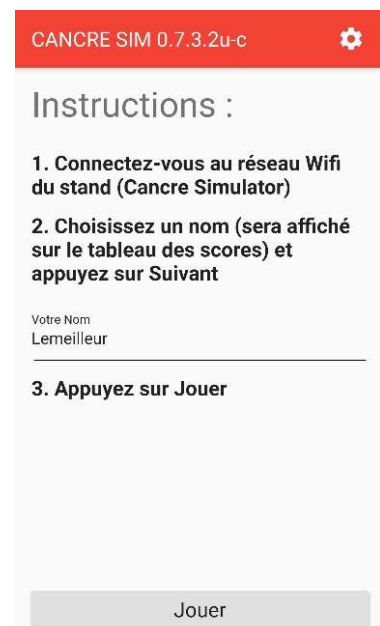 CANCRE SIM 0.7.3.2u-c
Instructions :
1. Connectez-vous au réseau Wifi
du stand (Cancre Simulator)
2. Choisissez un nom (sera affiché
sur le tableau des scores) et
appuyez sur Suivant
Votre Nom
Lemeilleur
3. Appuyez sur Jouer
Jouer